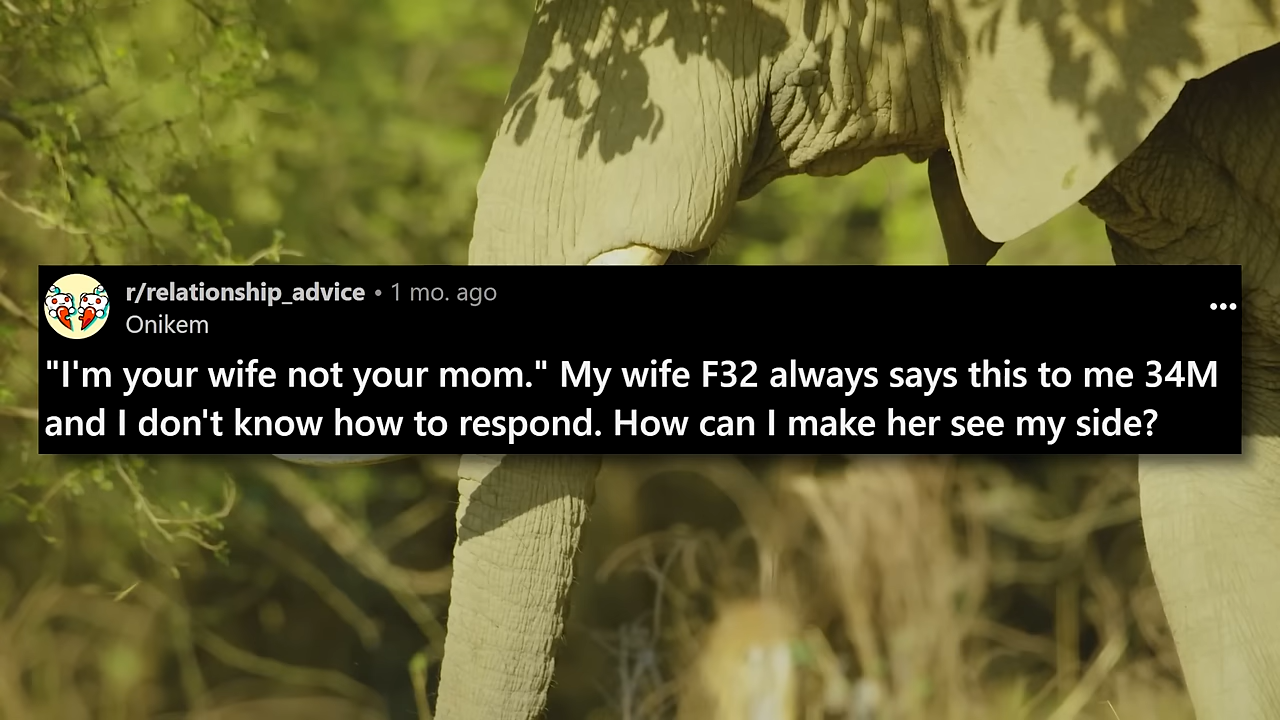 r/relationship_advice • 1 mo. ago
Onikem
"I'm your wife not your mom." My wife F32 always says this to me 34M
and I don't know how to respond. How can I make her see my side?